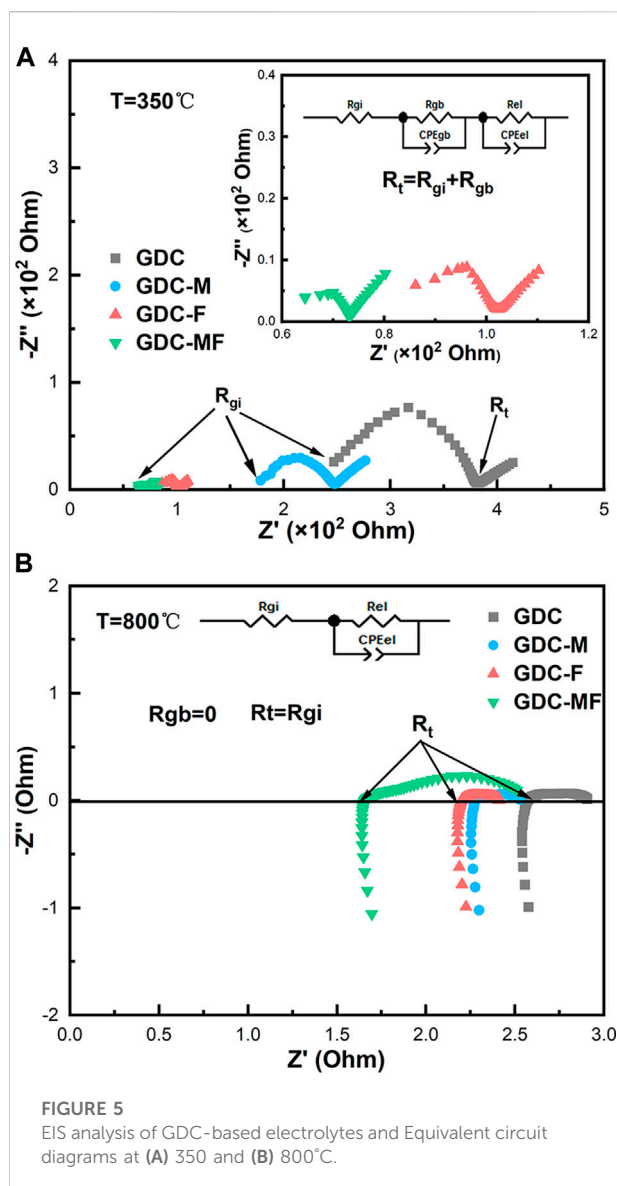 A
T=350℃
GDC
GDC-M
GDC-F
GDC-MF
Rgi
Rgb
Rel
CPEgb
CPEel
Rt=Rgi+Rgb
-Z'' (×10² Ohm)
0.4
0.3
0.2
0.1
0.0
0.6
0.8
1.0
1.2
Z' (×10² Ohm)
Rgi
Rt
-Z'' (×10² Ohm)
4
3
2
1
0
0
1
2
3
4
5
Z' (×10² Ohm)
B
T=800℃
Rgi
Rel
CPEel
GDC
GDC-M
GDC-F
GDC-MF
Rgb=0 Rt=Rgi
Rt
-Z'' (Ohm)
2
1
0
-1
-2
0.0
0.5
1.0
1.5
2.0
2.5
3.0
Z' (Ohm)
FIGURE 5
EIS analysis of GDC-based electrolytes and Equivalent circuit
diagrams at (A) 350 and (B) 800°C.